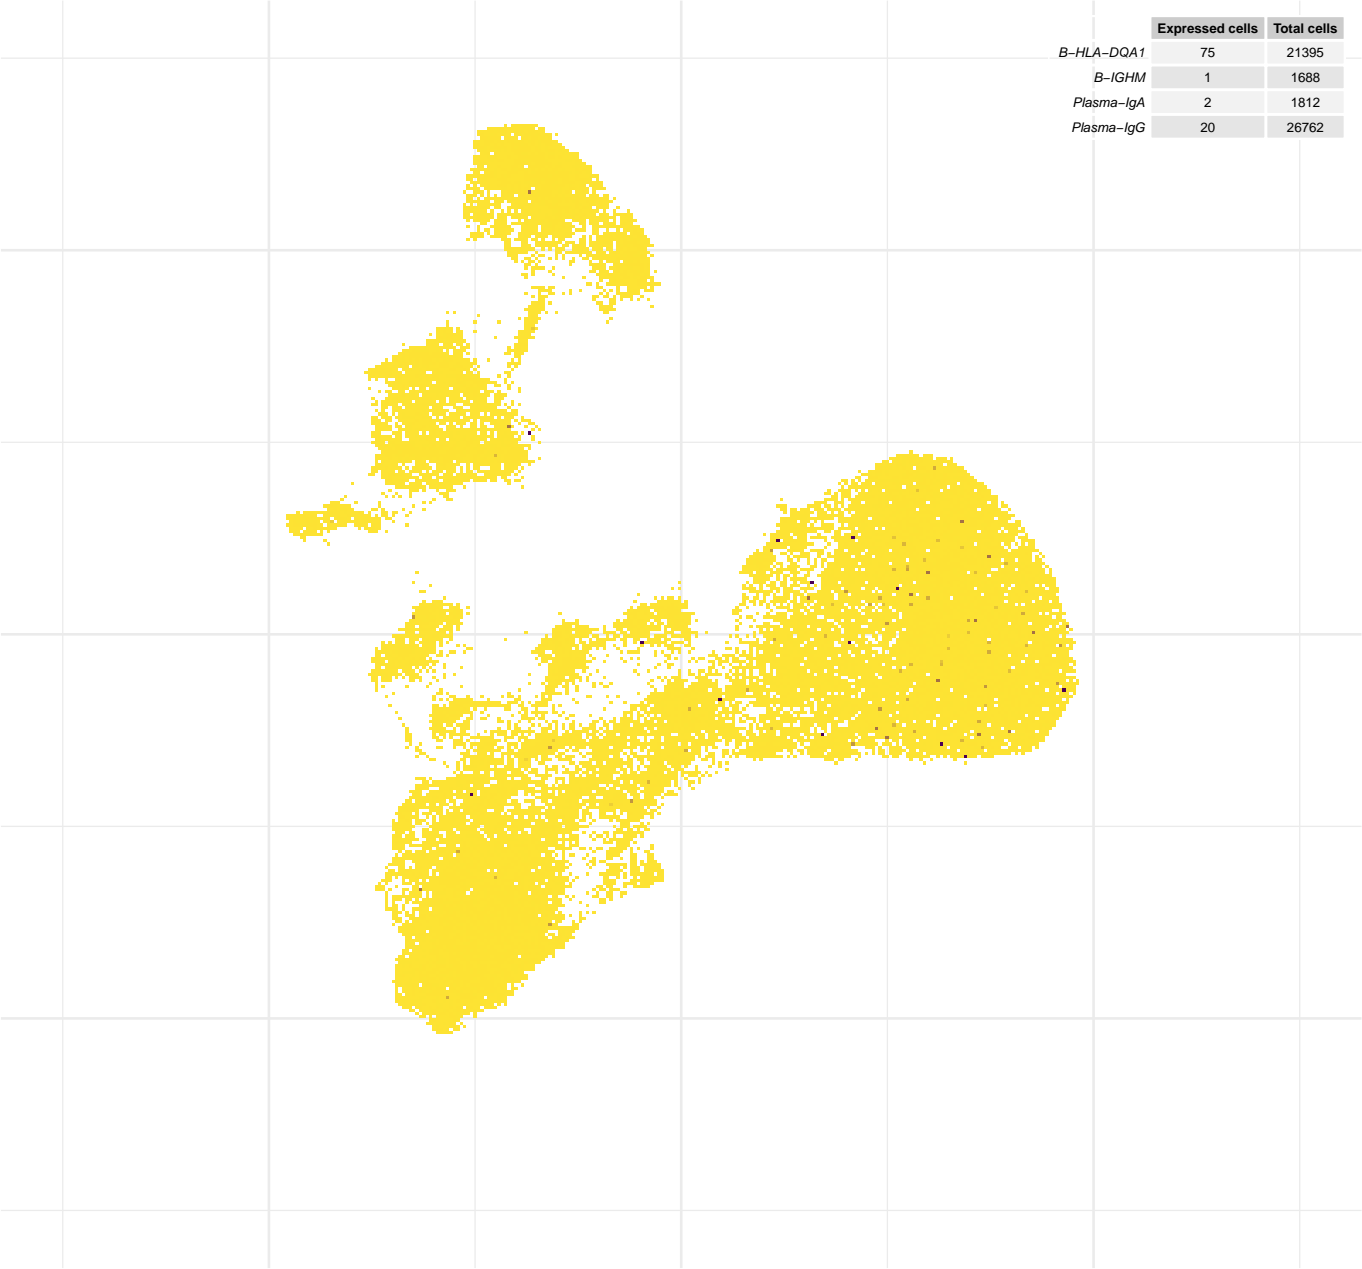 Expressed cells Total cells
B−HLA−DQA1 75 21395
B−IGHM 1 1688
Plasma−IgA 2 1812
Plasma−IgG 20 26762